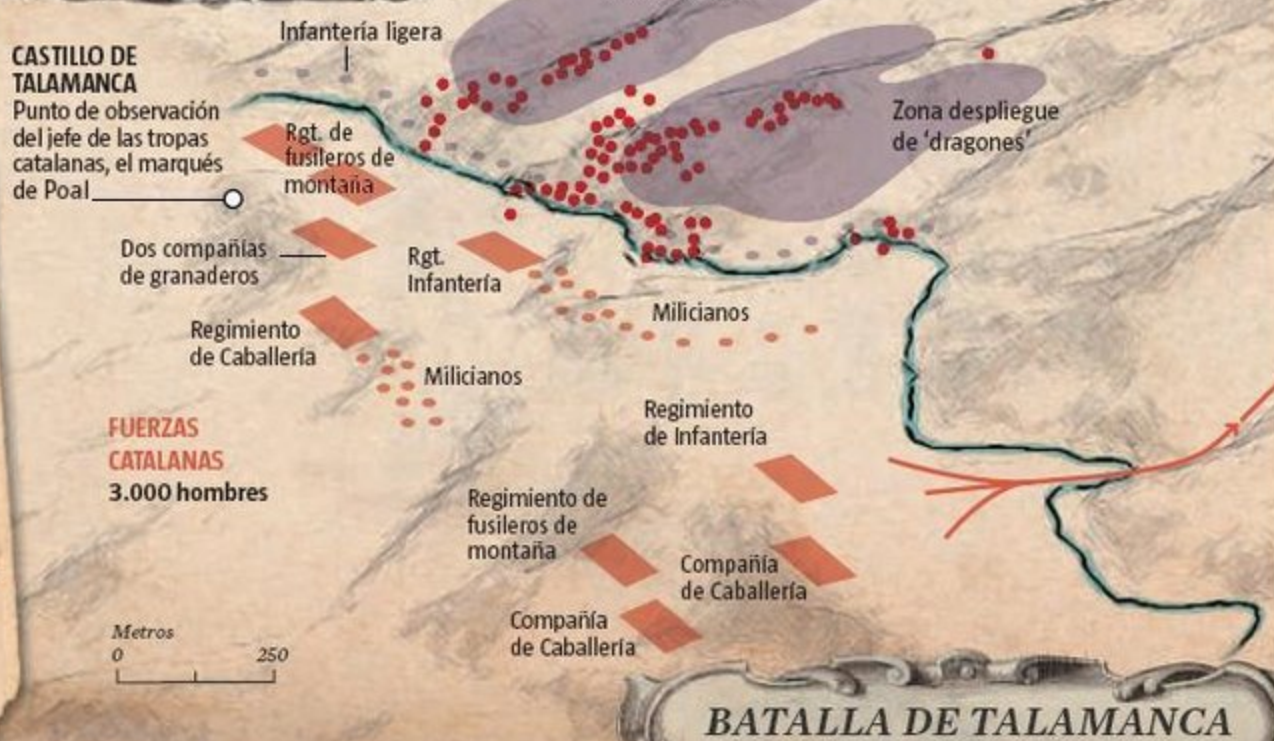 Infantería ligera
CASTILLO DE
TALAMANCA
Punto de observación
del jefe de las tropas
catalanas, el marqués
de Poal
Rgt. de
fusileros de
montaña
Zona despliegue
de ‘dragones’
Dos compañías
de granaderos
Rgt.
Infantería
Milicianos
Regimiento
de Caballería
Milicianos
Regimiento
de Infantería
FUERZAS
CATALANAS
3.000 hombres
Regimiento de
fusileros de
montaña
Compañía
de Caballería
Compañía
de Caballería
Metros
0 250
BATALLA DE TALAMANCA